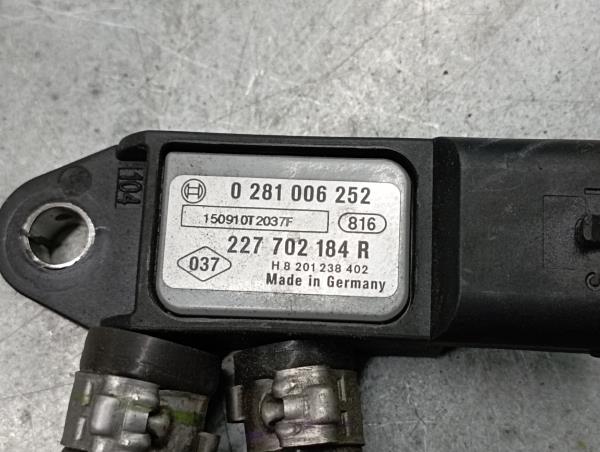 104
0 281 006 252
150910T2037F
816
227 702 184 R
037
H 8 201 238 402
Made in Germany